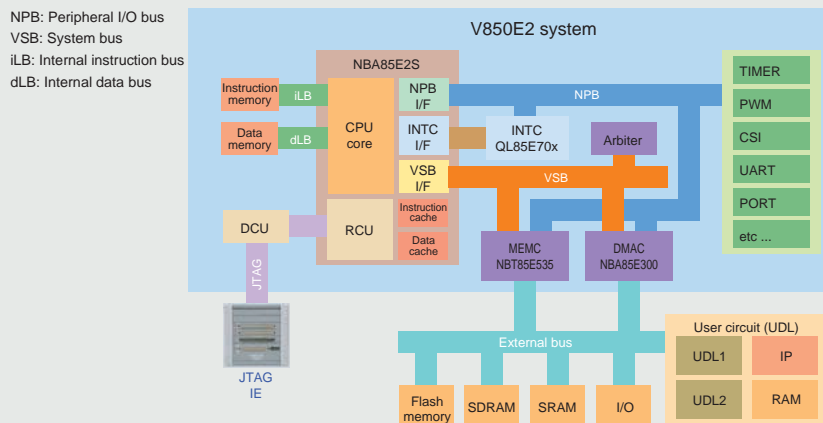 NPB: Peripheral I/O bus
VSB: System bus
iLB: Internal instruction bus
dLB: Internal data bus
V850E2 system
NBA85E2S
Instruction
memory
iLB
Data
memory
dLB
CPU
core
NPB
I/F
INTC
I/F
VSB
I/F
RCU
Instruction
cache
Data
cache
NPB
INTC
QL85E70x
Arbiter
VSB
MEMC
NBT85E535
DMAC
NBA85E300
TIMER
PWM
CSI
UART
PORT
etc ...
DCU
JTAG
JTAG
IE
External bus
Flash
memory
SDRAM
SRAM
I/O
User circuit (UDL)
UDL1
IP
UDL2
RAM